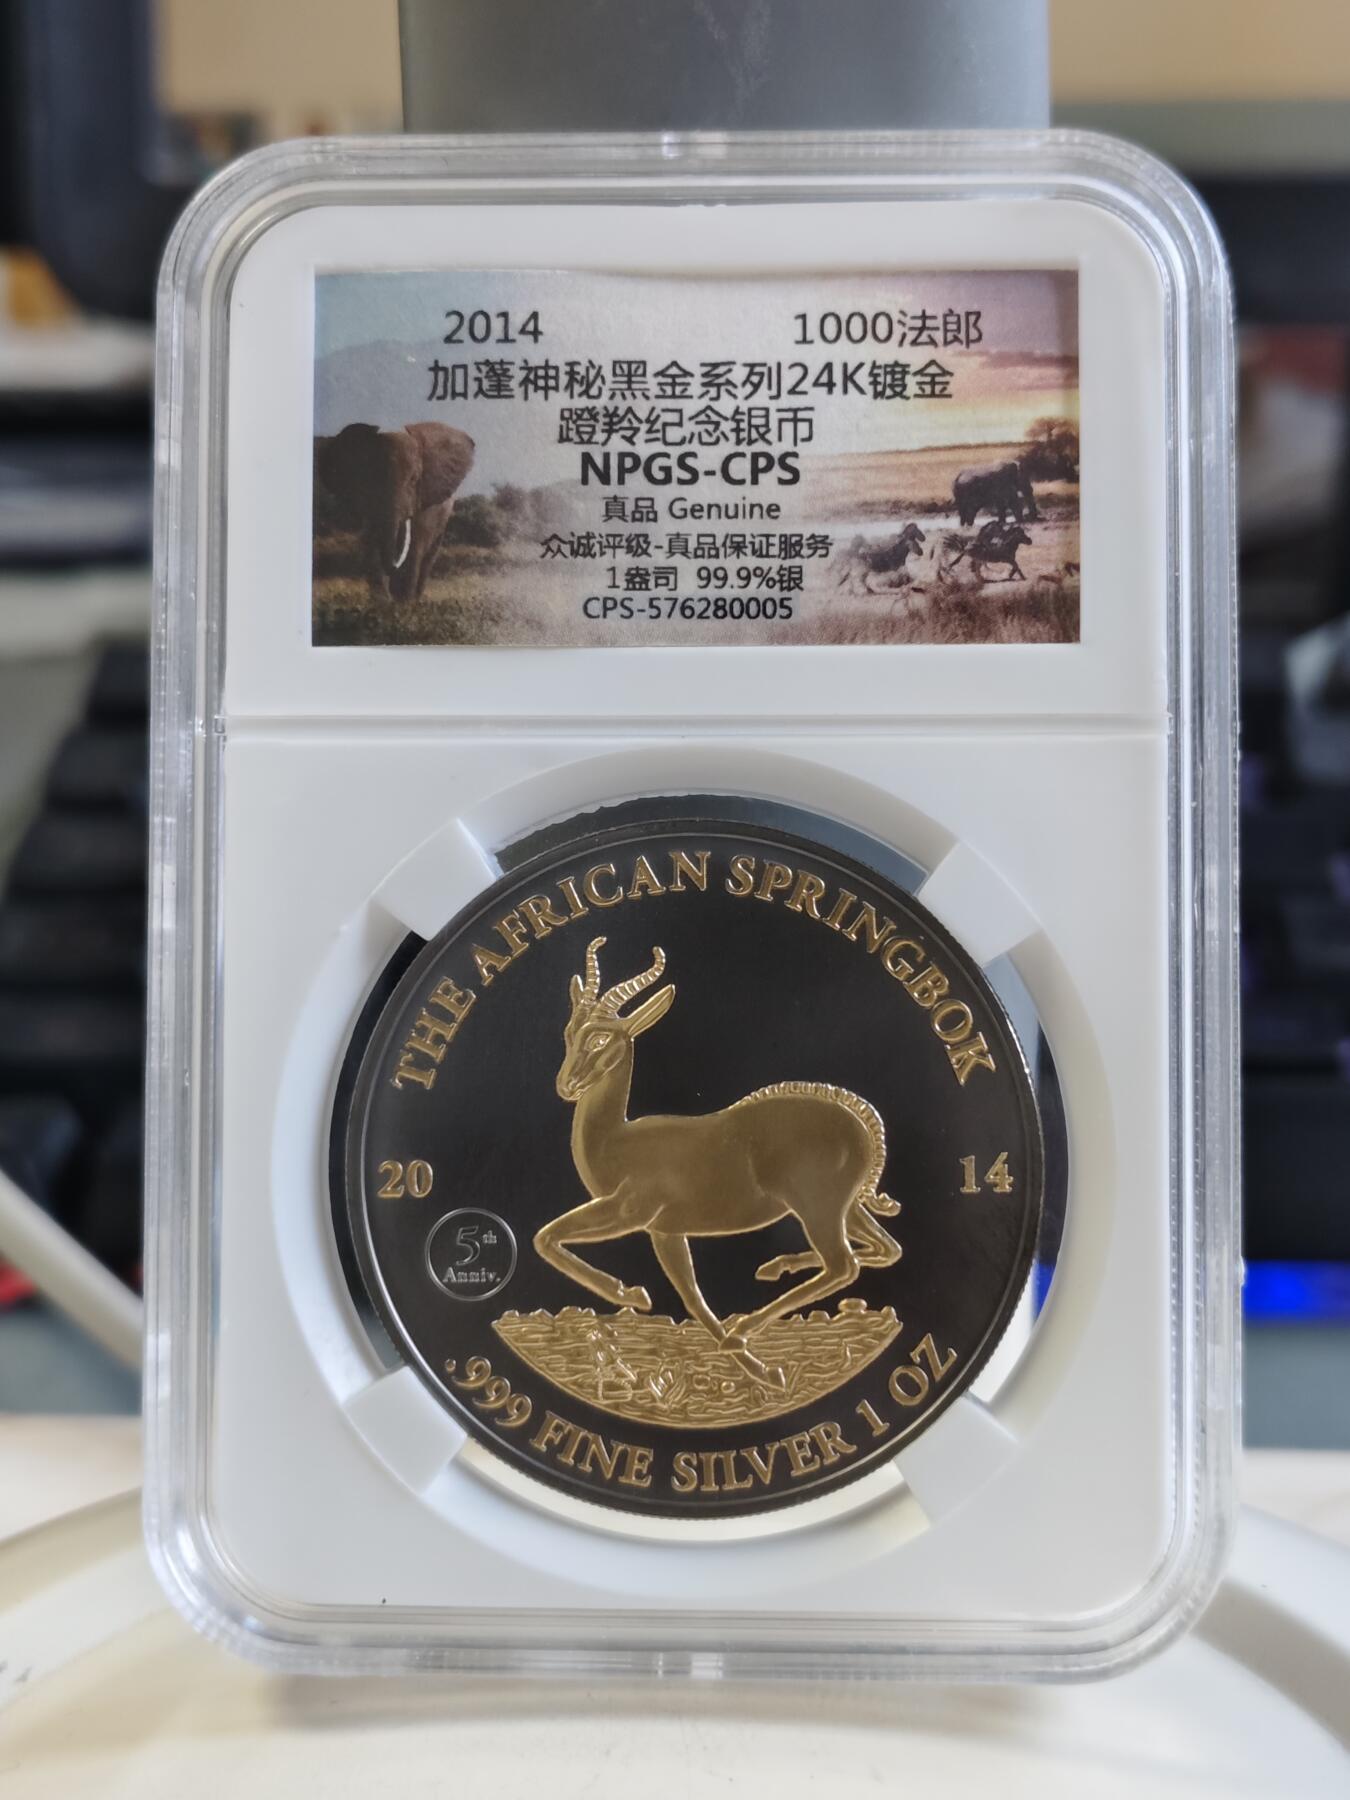 2014 1000法郎
加蓬神秘黑金系列24K镀金
蹬羚纪念银币
NPGS-CPS
真品 Genuine
众诚评级-真品保证服务
1盎司 99.9%银
CPS-576280005
THE AFRICAN SPRINGBOK
20 14
5th
Anniv.
.999 FINE SILVER 1 OZ